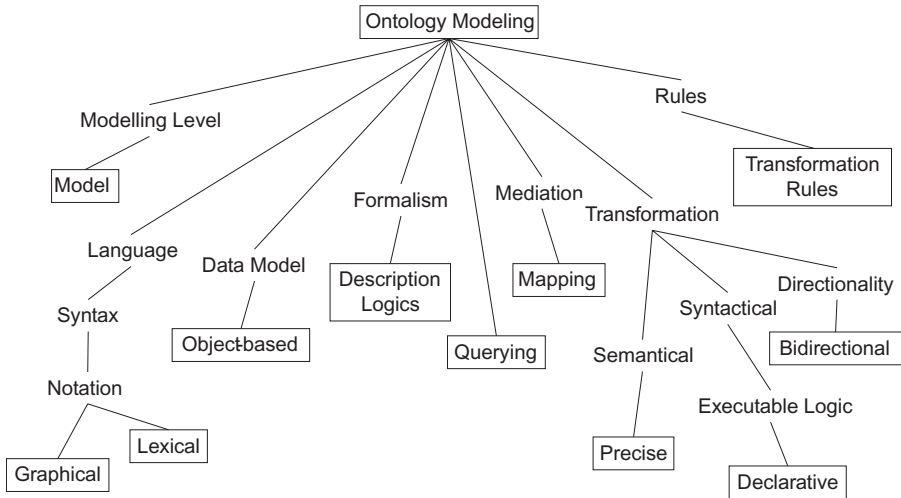 Ontology Modeling
Rules
Modelling Level
Transformation
Rules
Model
Formalism
Mediation
Transformation
Language
Data Model
Description
Logics
Mapping
Directionality
Syntax
Syntactical
Object-based
Querying
Semantical
Bidirectional
Notation
Executable Logic
Lexical
Graphical
Precise
Declarative